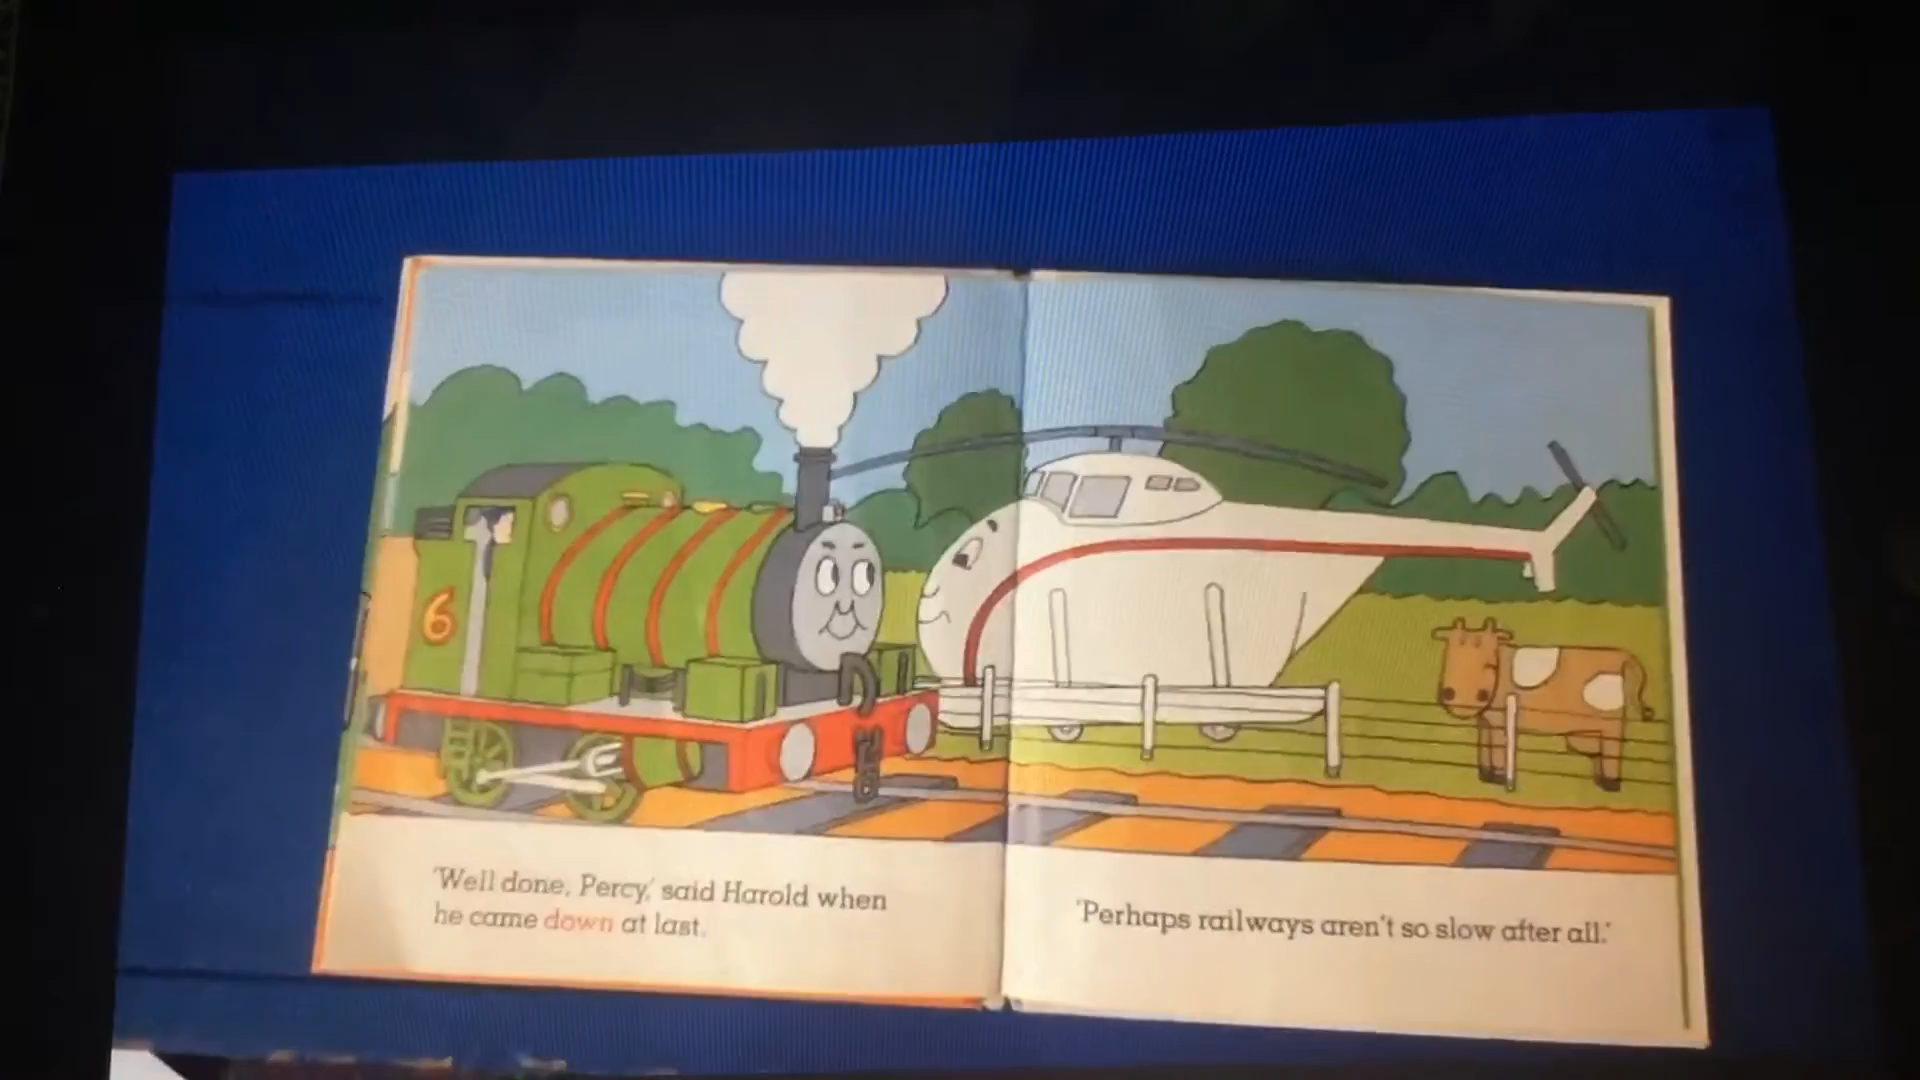 6
'Well done, Percy,' said Harold when
he came down at last.
'Perhaps railways aren't so slow after all.'